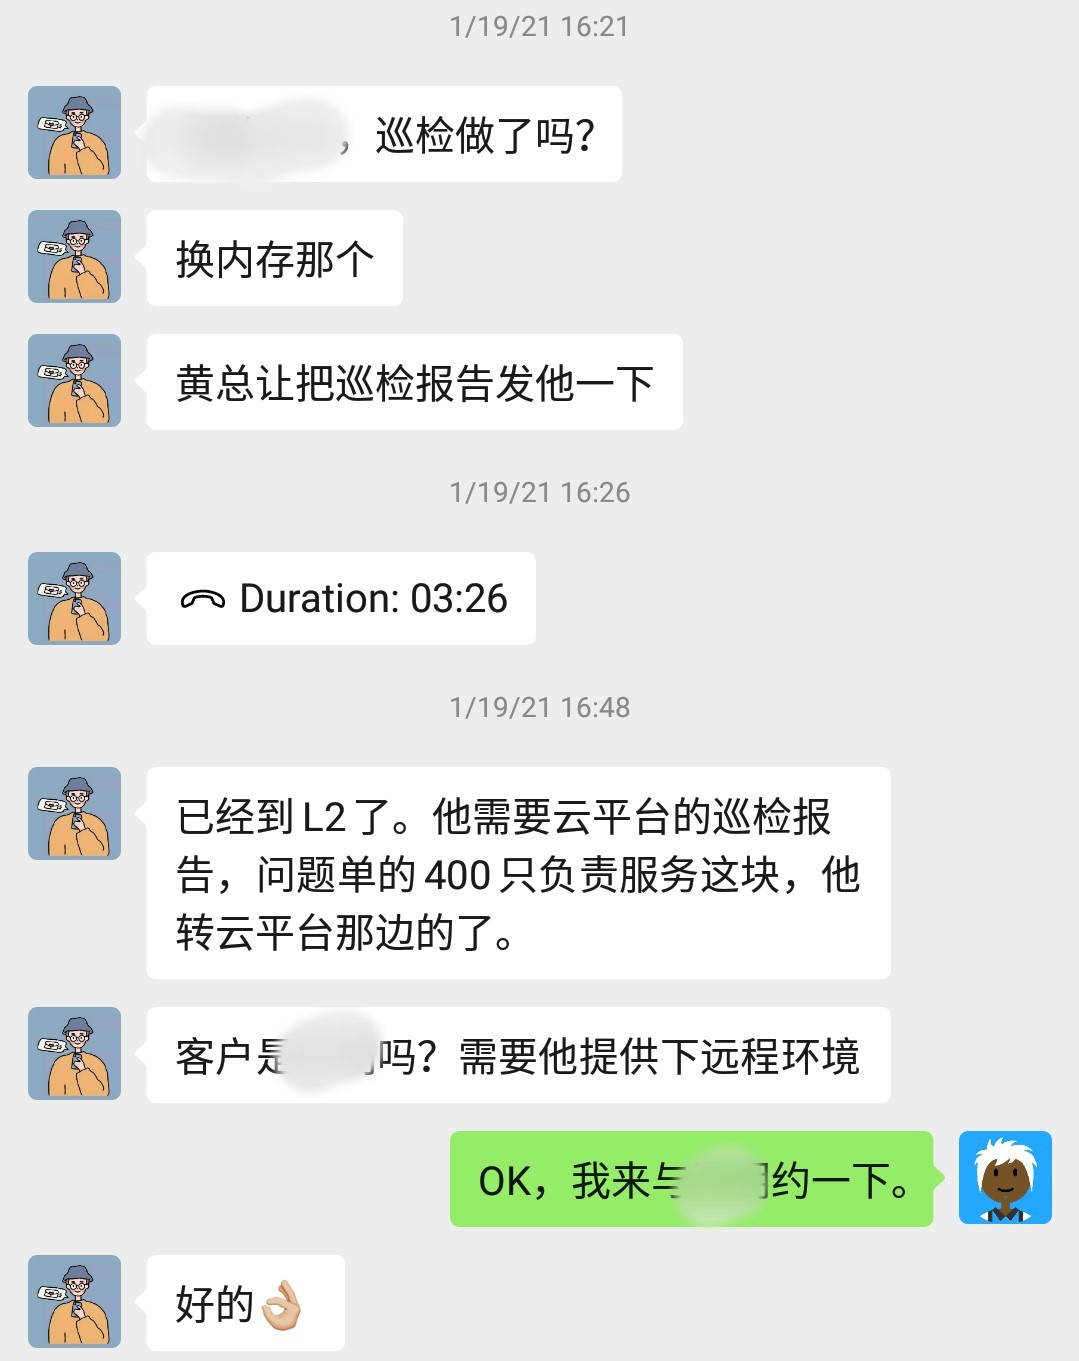 1/19/21 16:21
，巡检做了吗?
换内存那个
黄总让把巡检报告发他一下
1/19/21 16:26
Duration: 03:26
1/19/21 16:48
已经到L2了。他需要云平台的巡检报
告，问题单的400只负责服务这块，他
转云平台那边的了。
客户是 吗？需要他提供下远程环境
OK，我来与 约一下。
好的👌🏼